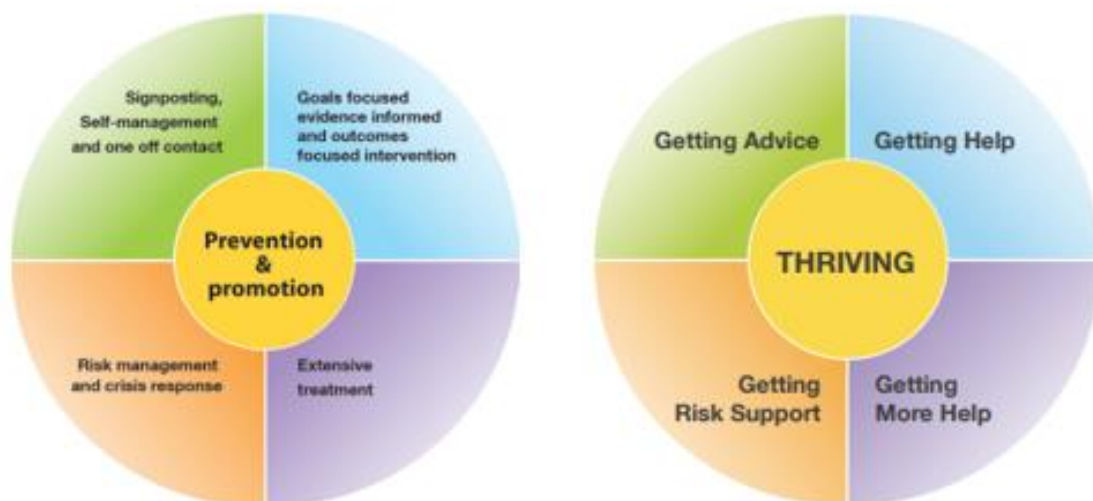 Signposting,
Self-management
and one off contact
Goals focused
evidence informed
and outcomes
focused intervention
Prevention
&
promotion
Risk management
and crisis response
Extensive
treatment
Getting Advice
Getting Help
THRIVING
Getting
Risk Support
Getting
More Help